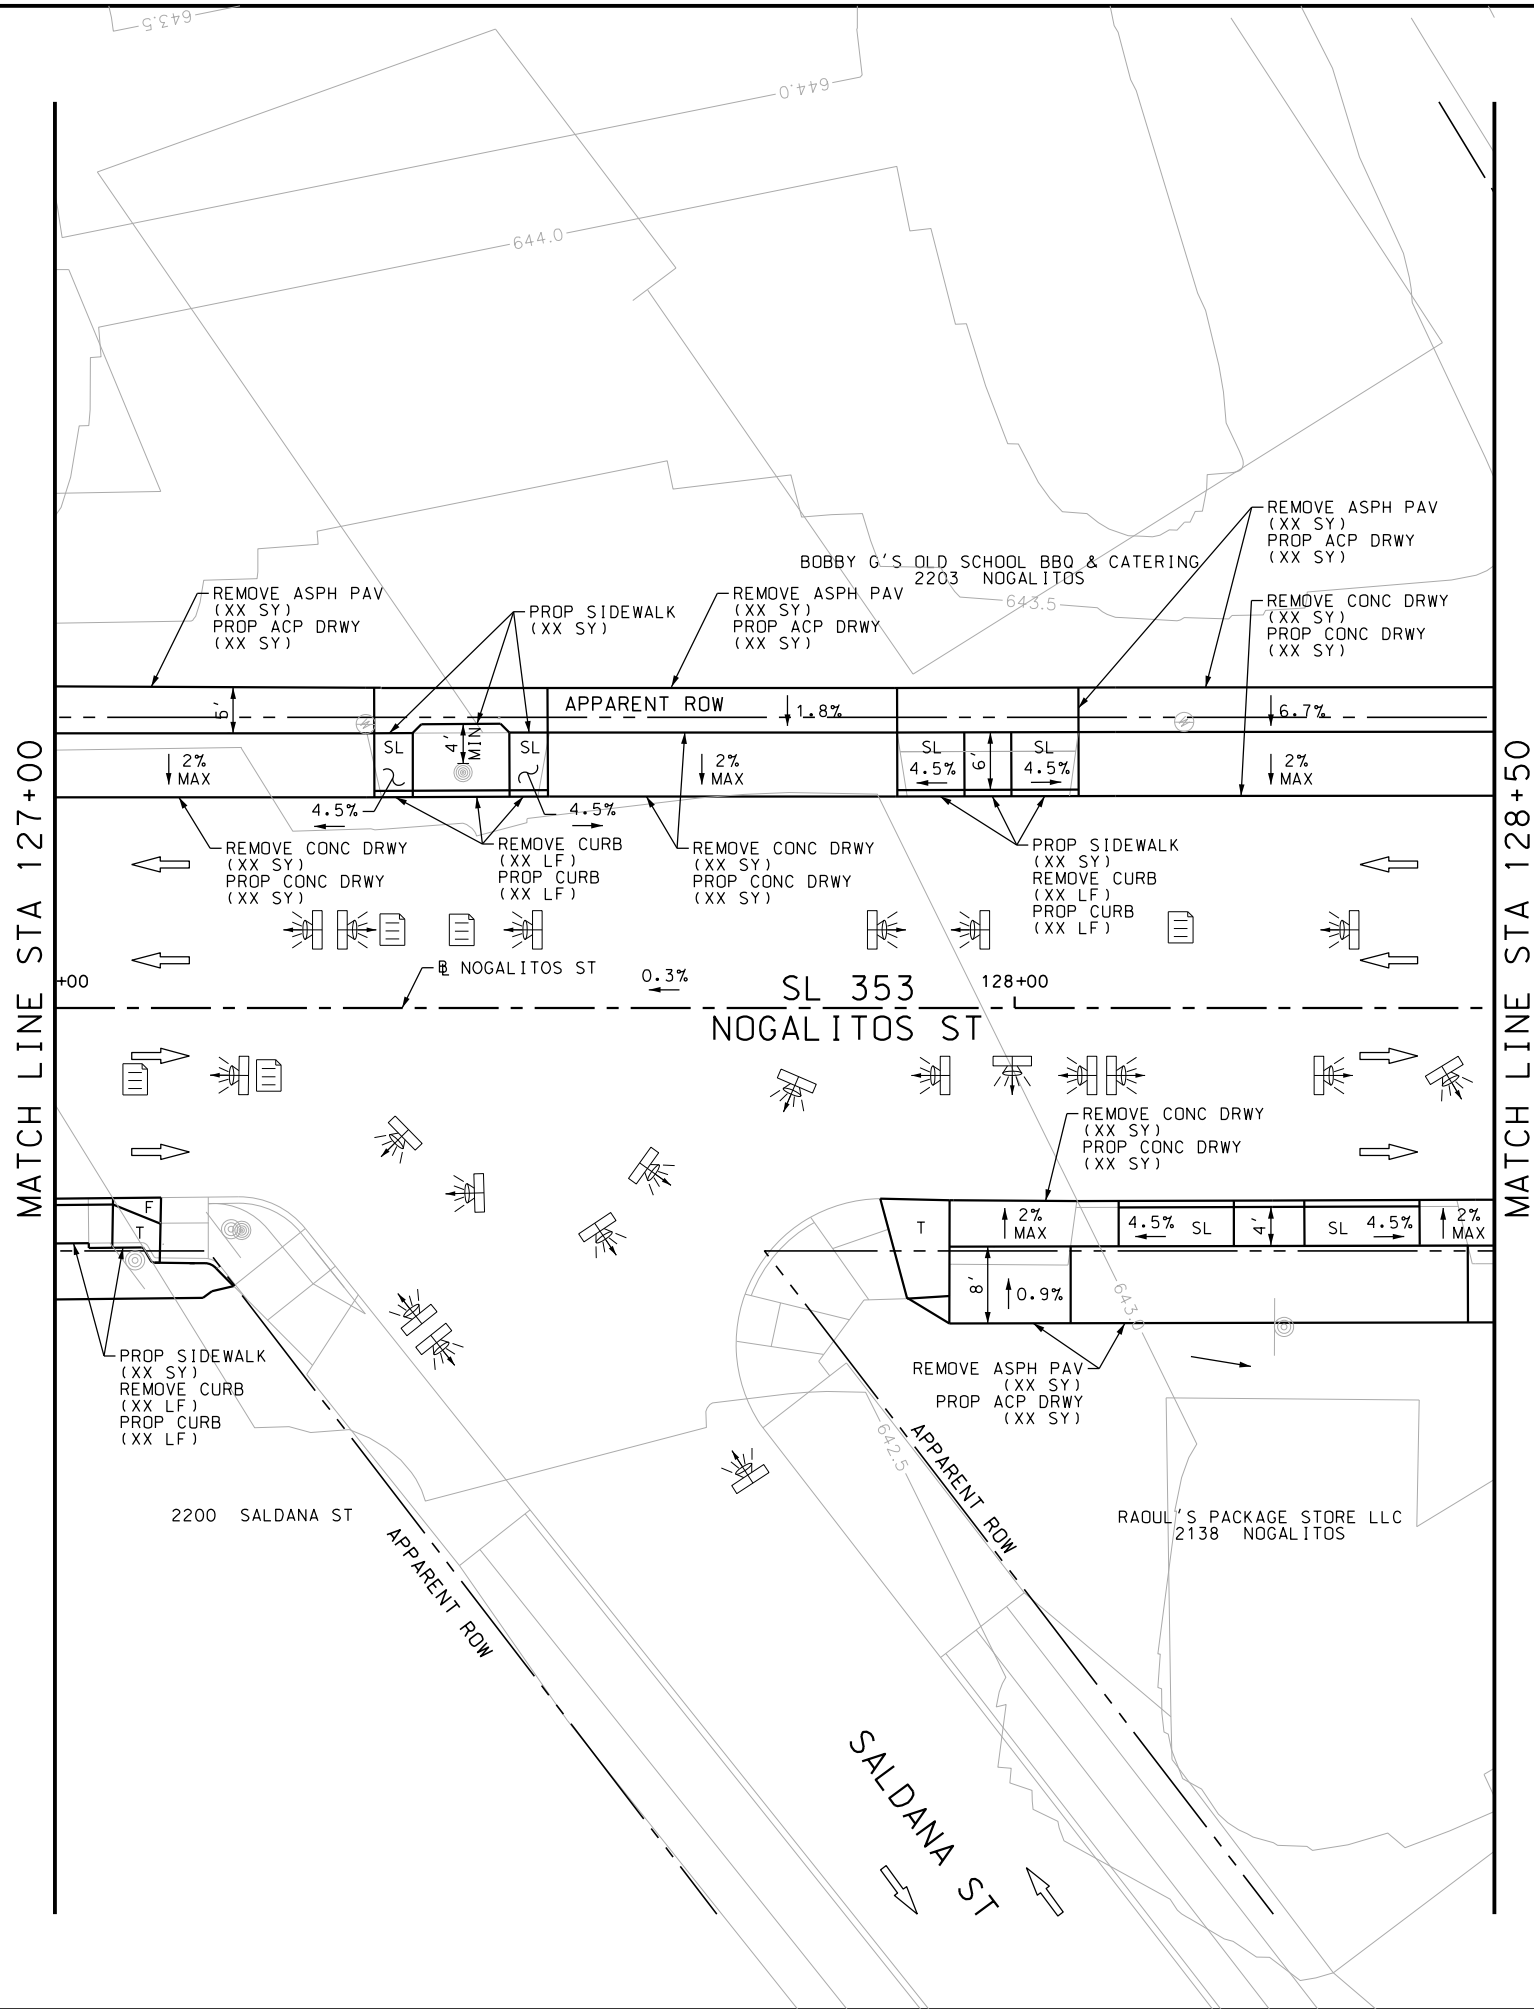 643.5
644.0
644.0
REMOVE ASPH PAV
(XX SY)
PROP ACP DRWY
(XX SY)
BOBBY G'S OLD SCHOOL BBQ & CATERING
2203 NOGALITOS
643.5
REMOVE ASPH PAV
(XX SY)
PROP ACP DRWY
(XX SY)
PROP SIDEWALK
(XX SY)
REMOVE ASPH PAV
(XX SY)
PROP ACP DRWY
(XX SY)
REMOVE CONC DRWY
(XX SY)
PROP CONC DRWY
(XX SY)
APPARENT ROW
1.8%
6.7%
6'
2%
MAX
SL
4'
MIN
SL
2%
MAX
SL
4.5%
6'
SL
4.5%
2%
MAX
4.5%
4.5%
REMOVE CONC DRWY
(XX SY)
PROP CONC DRWY
(XX SY)
REMOVE CURB
(XX LF)
PROP CURB
(XX LF)
REMOVE CONC DRWY
(XX SY)
PROP CONC DRWY
(XX SY)
PROP SIDEWALK
(XX SY)
REMOVE CURB
(XX LF)
PROP CURB
(XX LF)
MATCH LINE STA 127+00
MATCH LINE STA 128+50
+00
BL NOGALITOS ST
0.3%
SL 353
128+00
NOGALITOS ST
REMOVE CONC DRWY
(XX SY)
PROP CONC DRWY
(XX SY)
F
T
T
2%
MAX
4.5%
SL
4'
SL
4.5%
2%
MAX
8'
0.9%
643.0
PROP SIDEWALK
(XX SY)
REMOVE CURB
(XX LF)
PROP CURB
(XX LF)
REMOVE ASPH PAV
(XX SY)
PROP ACP DRWY
(XX SY)
642.5
APPARENT ROW
2200 SALDANA ST
APPARENT ROW
RAOUL'S PACKAGE STORE LLC
2138 NOGALITOS
SALDANA ST